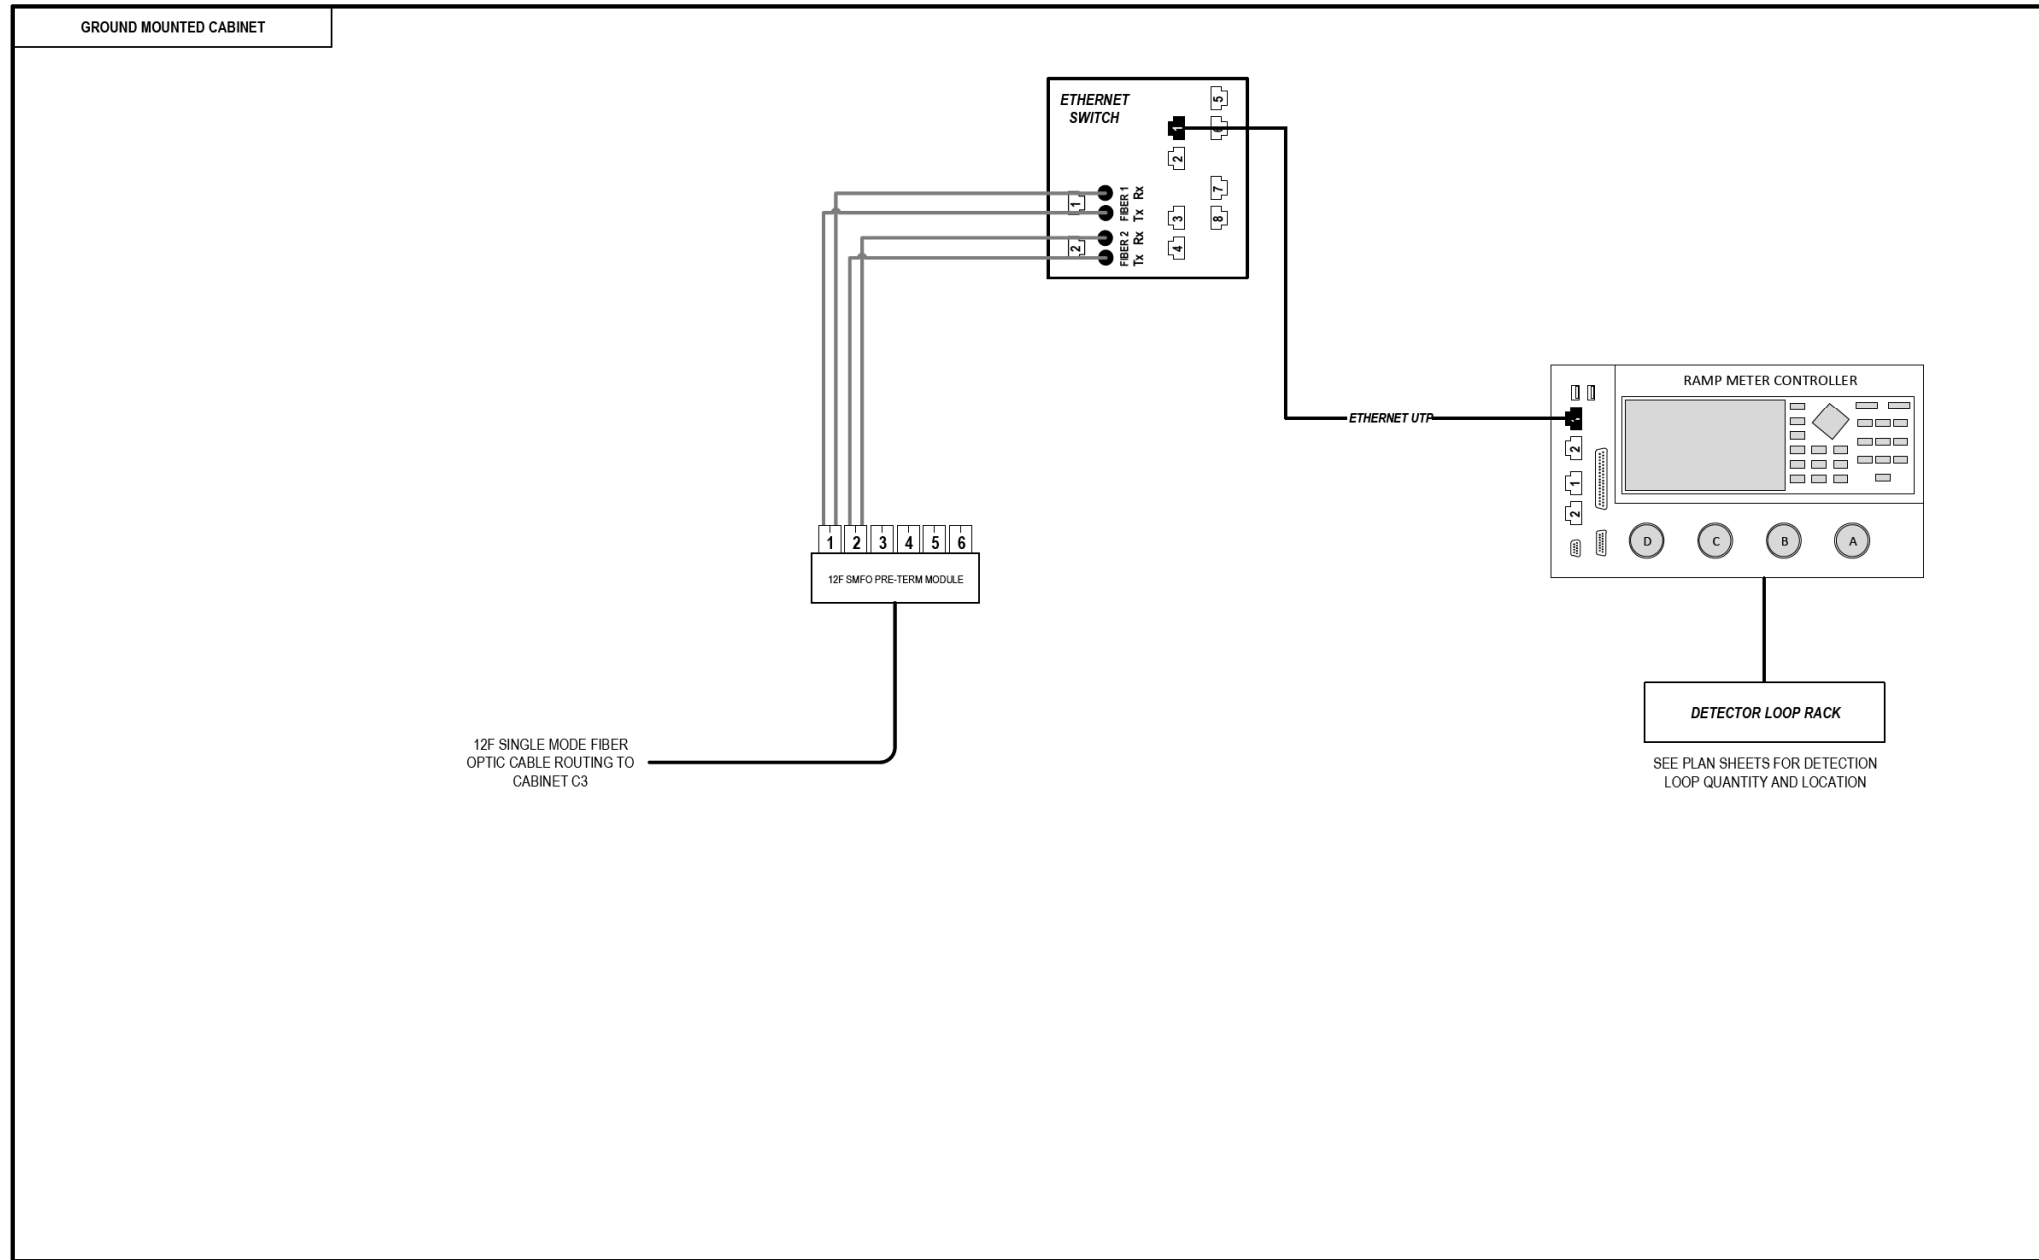 GROUND MOUNTED CABINET
ETHERNET
SWITCH
5
1
6
2
1
FIBER 1
Rx
Tx
7
3
8
2
FIBER 2
Rx
Tx
4
RAMP METER CONTROLLER
ETHERNET UTP
1
2
1
2
D
C
B
A
1
2
3
4
5
6
12F SMFO PRE-TERM MODULE
DETECTOR LOOP RACK
12F SINGLE MODE FIBER
OPTIC CABLE ROUTING TO
CABINET C3
SEE PLAN SHEETS FOR DETECTION
LOOP QUANTITY AND LOCATION